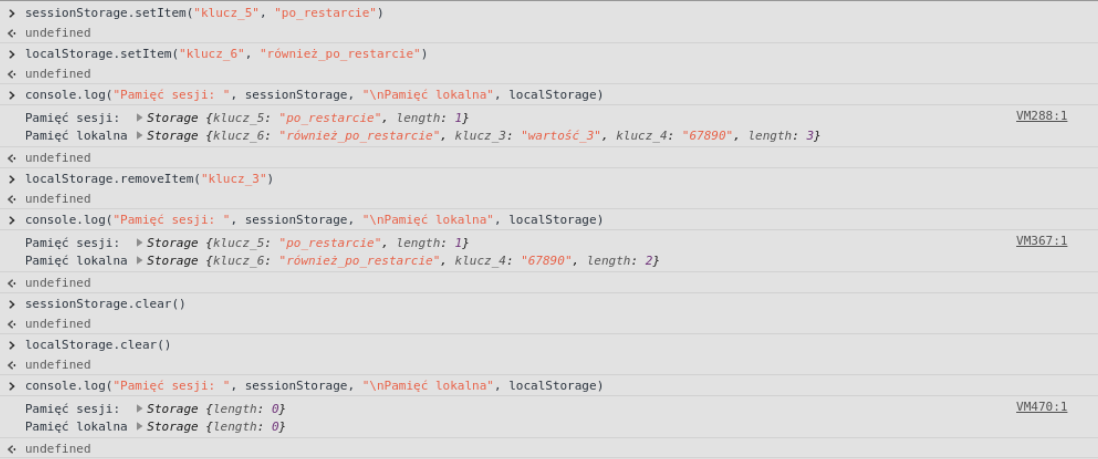 > sessionStorage.setItem("klucz_5", "po_restarcie")
<· undefined
> localStorage.setItem("klucz_6", "również_po_restarcie")
<· undefined
> console.log("Pamięć sesji: ", sessionStorage, "\nPamięć lokalna", localStorage)
Pamięć sesji: ▶Storage {klucz_5: "po_restarcie", length: 1} VM288:1
Pamięć lokalna ▶Storage {klucz_6: "również_po_restarcie", klucz_3: "wartość_3", klucz_4: "67890", length: 3}
<· undefined
> localStorage.removeItem("klucz_3")
<· undefined
> console.log("Pamięć sesji: ", sessionStorage, "\nPamięć lokalna", localStorage)
Pamięć sesji: ▶Storage {klucz_5: "po_restarcie", length: 1} VM367:1
Pamięć lokalna ▶Storage {klucz_6: "również_po_restarcie", klucz_4: "67890", length: 2}
<· undefined
> sessionStorage.clear()
<· undefined
> localStorage.clear()
<· undefined
> console.log("Pamięć sesji: ", sessionStorage, "\nPamięć lokalna", localStorage)
Pamięć sesji: ▶Storage {length: 0} VM470:1
Pamięć lokalna ▶Storage {length: 0}
<· undefined